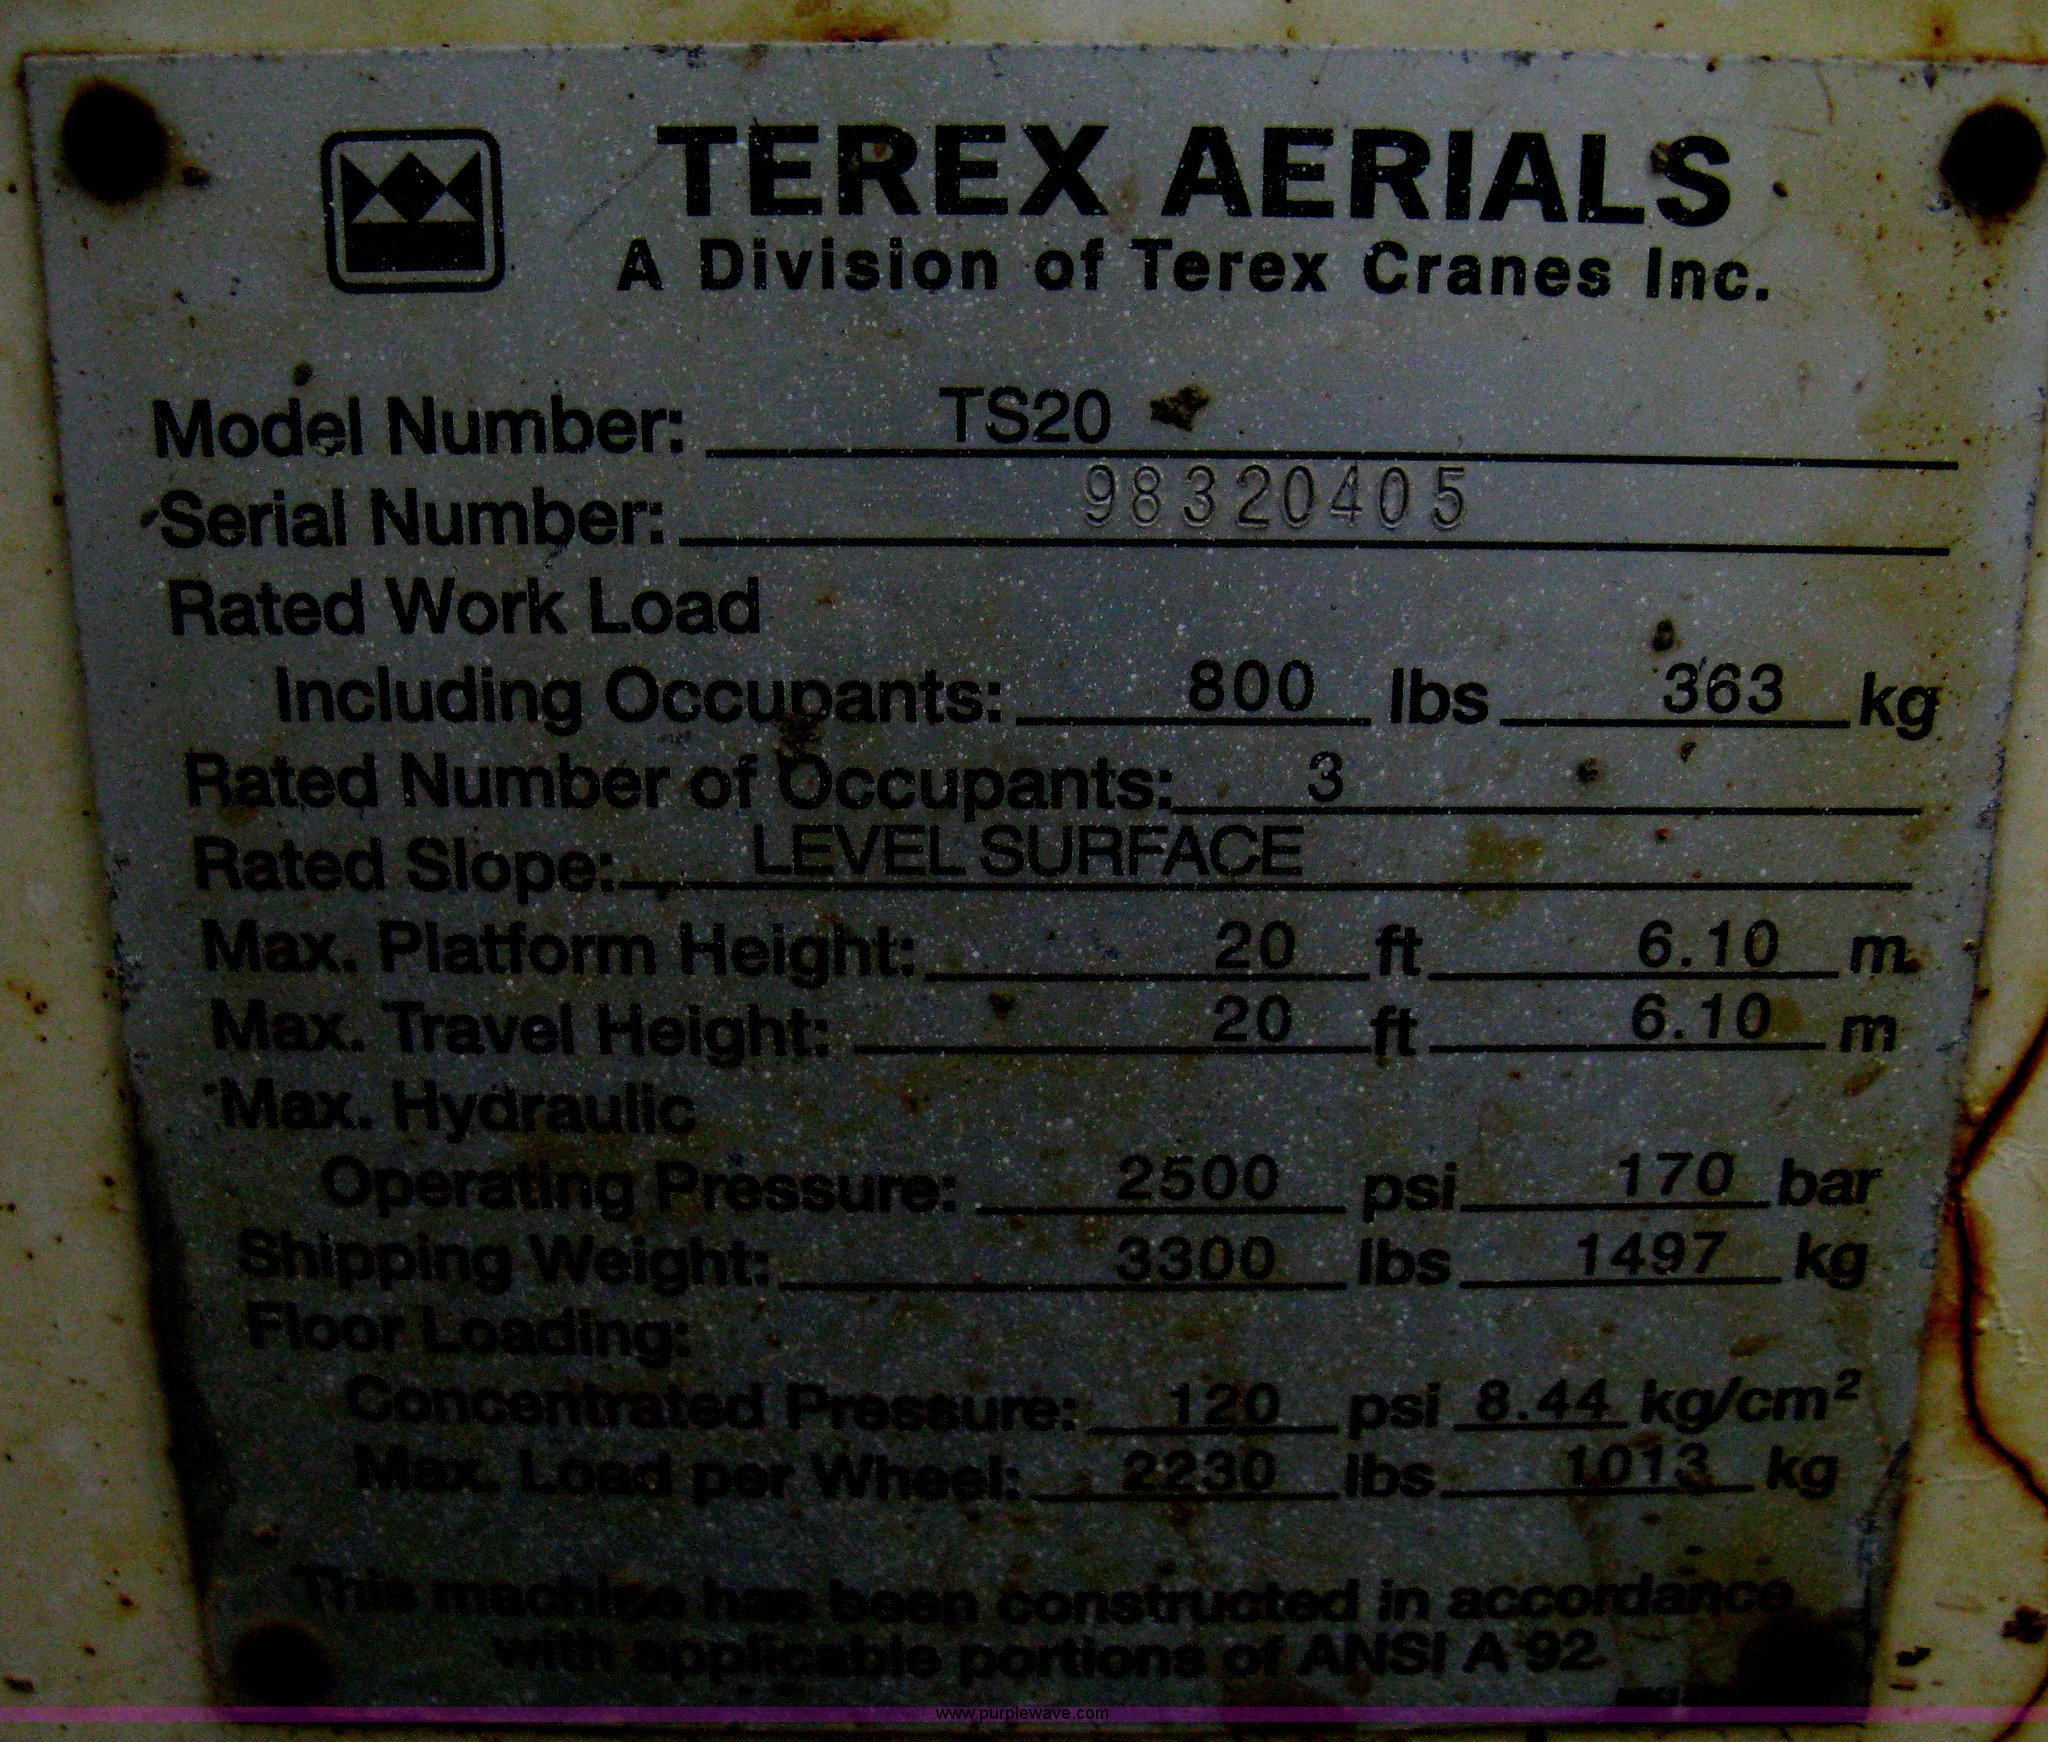 TEREX AERIALS
A Division of Terex Cranes Inc.
Model Number: TS20
Serial Number: 98320405
Rated Work Load
Including Occupants: 800 lbs 363 kg
Rated Number of Occupants: 3
Rated Slope: LEVEL SURFACE
Max. Platform Height: 20 ft 6.10 m
Max. Travel Height: 20 ft 6.10 m
Max. Hydraulic
Operating Pressure: 2500 psi 170 bar
Shipping Weight: 3300 lbs 1497 kg
Floor Loading:
Concentrated Pressure: 120 psi 8.44 kg/cm²
Max. Load per Wheel: 2230 lbs 1013 kg
This machine has been constructed in accordance
with applicable portions of ANSI A 92.
www.purplewave.com